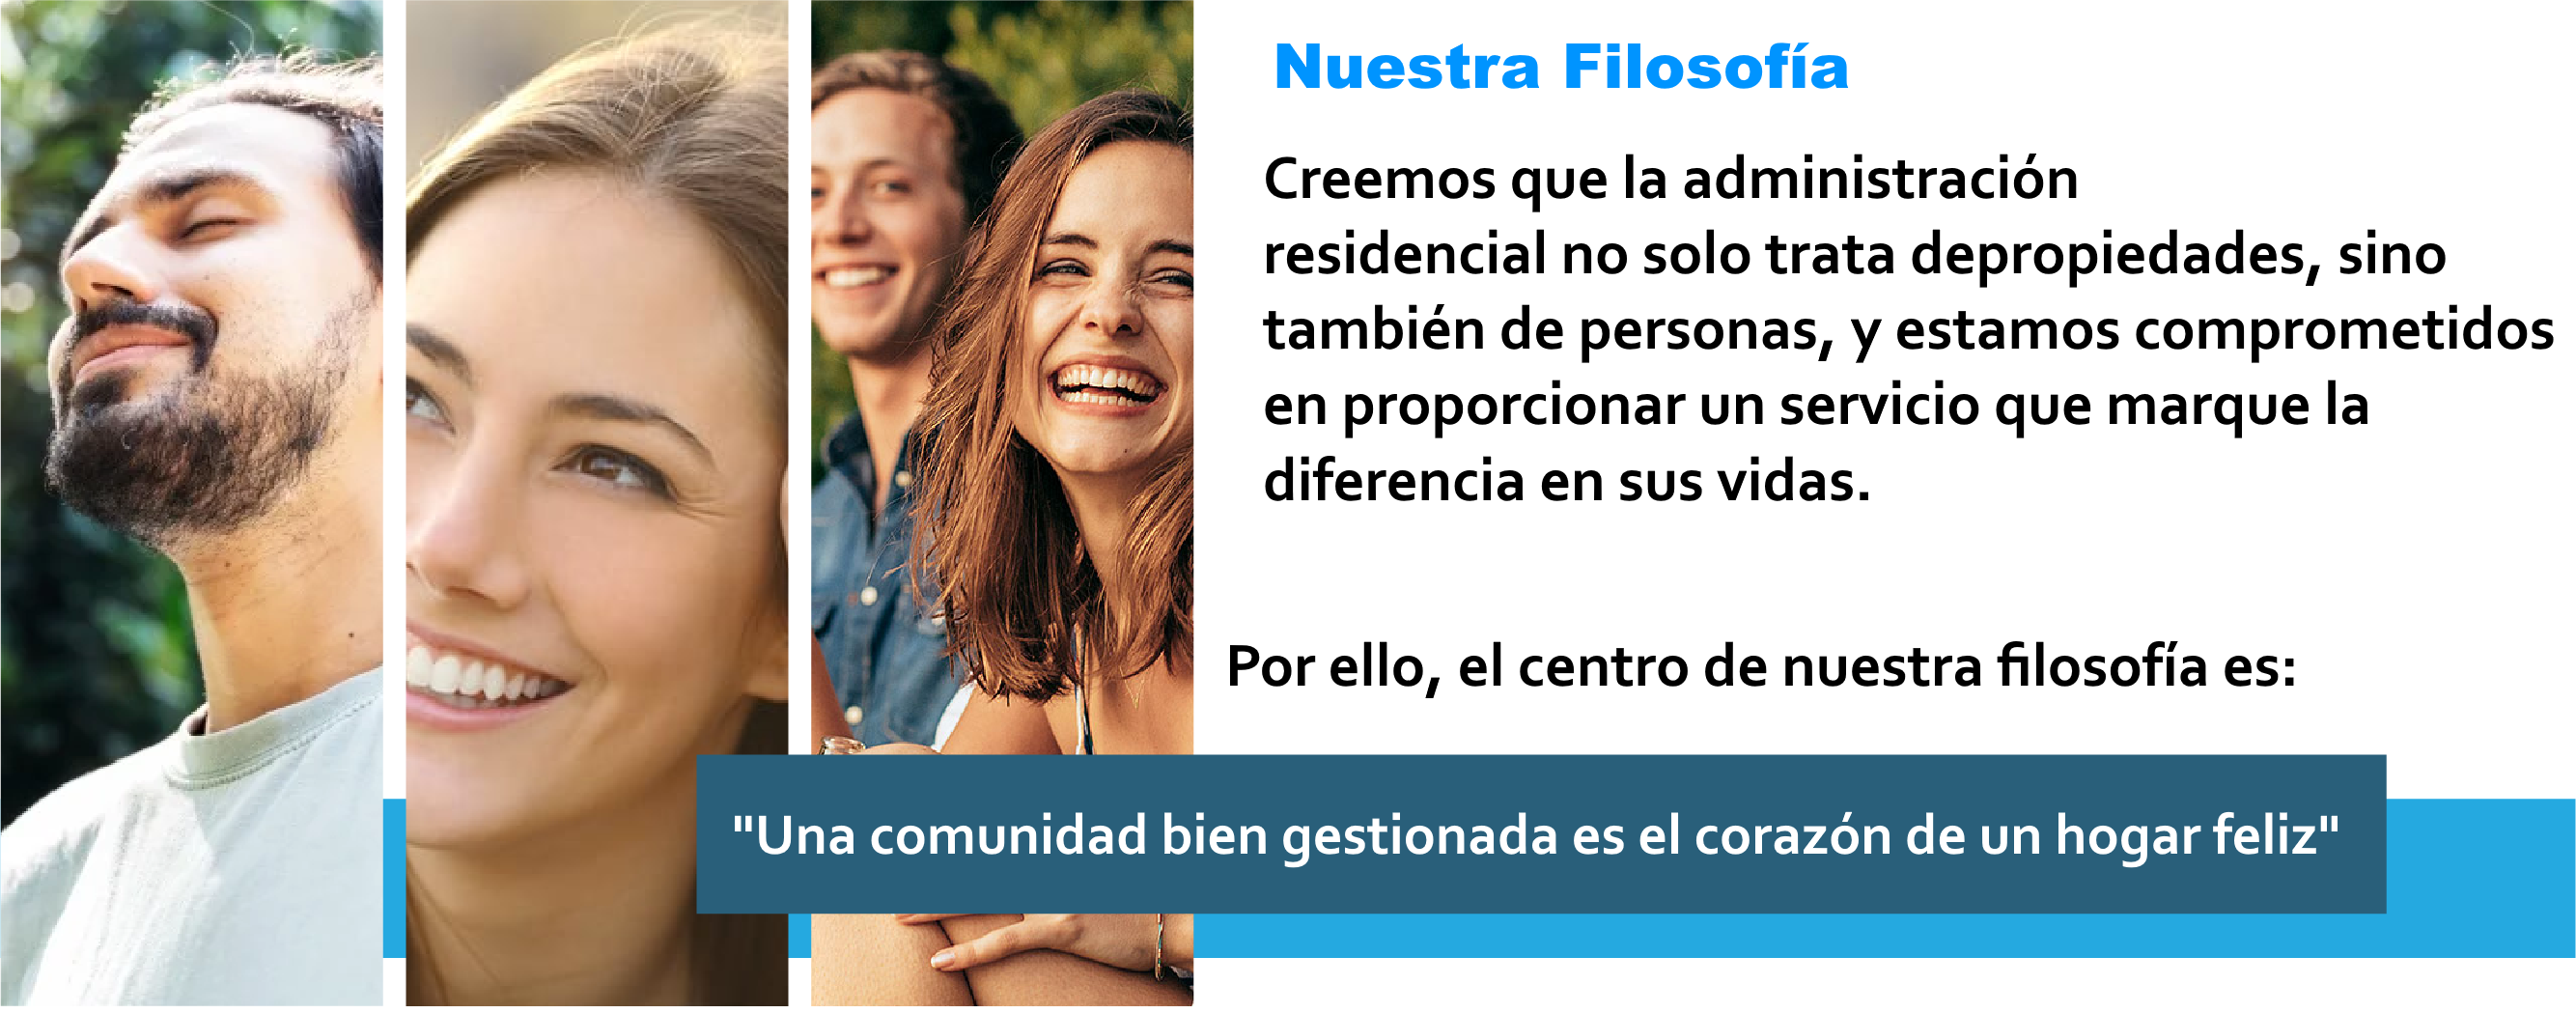 Nuestra Filosofía
Creemos que la administración
residencial no solo trata depropiedades, sino
también de personas, y estamos comprometidos
en proporcionar un servicio que marque la
diferencia en sus vidas.
Por ello, el centro de nuestra filosofía es:
"Una comunidad bien gestionada es el corazón de un hogar feliz"